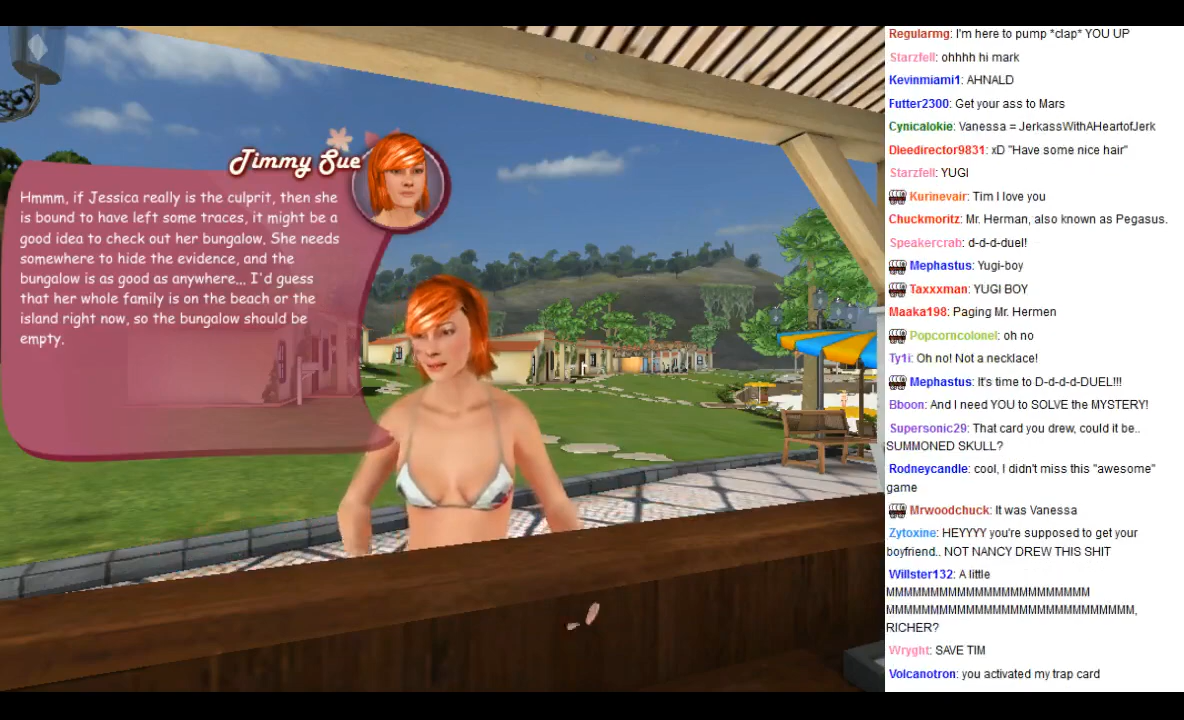 Timmy Sue
Hmmm, if Jessica really is the culprit, then she
is bound to have left some traces, it might be a
good idea to check out her bungalow. She needs
somewhere to hide the evidence, and the
bungalow is as good as anywhere... I'd guess
that her whole family is on the beach or the
island right now, so the bungalow should be
empty.
Regularmg: I'm here to pump *clap* YOU UP
Starzfell: ohhhh hi mark
Kevinmiami1: AHNALD
Futter2300: Get your ass to Mars
Cynicalokie: Vanessa = JerkassWithAHeartofJerk
Dleedirector9831: xD "Have some nice hair"
Starzfell: YUGI
Kurinevair: Tim I love you
Chuckmoritz: Mr. Herman, also known as Pegasus.
Speakercrab: d-d-d-duel!
Mephastus: Yugi-boy
Taxxxman: YUGI BOY
Maaka198: Paging Mr. Hermen
Popcorncolonel: oh no
Ty1i: Oh no! Not a necklace!
Mephastus: It's time to D-d-d-d-DUEL!!!
Bboon: And I need YOU to SOLVE the MYSTERY!
Supersonic29: That card you drew, could it be..
SUMMONED SKULL?
Rodneycandle: cool, I didn't miss this "awesome"
game
Mrwoodchuck: It was Vanessa
Zytoxine: HEYYYY you're supposed to get your
boyfriend.. NOT NANCY DREW THIS SHIT
Willster132: A little
MMMMMMMMMMMMMMMMMMMMMMM
MMMMMMMMMMMMMMMMMMMMMMMMMMMM,
RICHER?
Wryght: SAVE TIM
Volcanotron: you activated my trap card